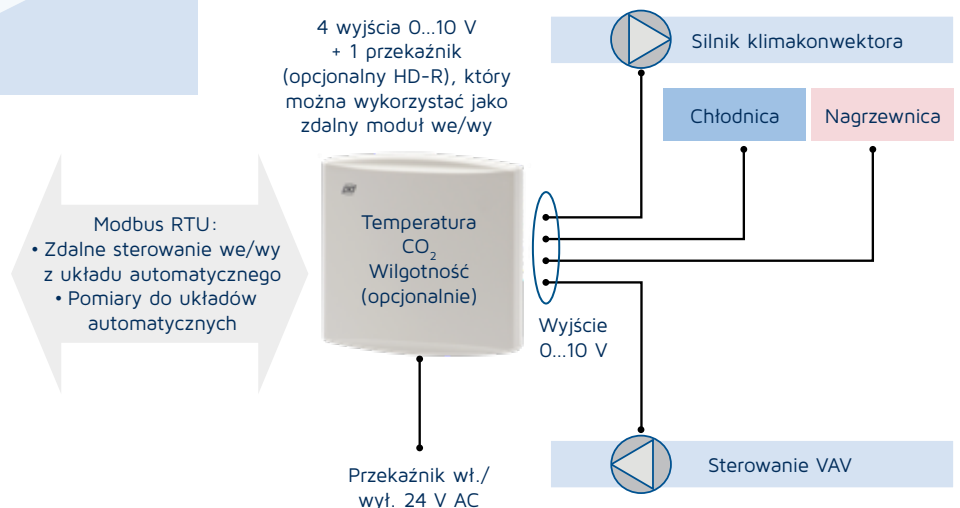 4 wyjścia 0...10 V
+ 1 przekaźnik
(opcjonalny HD-R), który
można wykorzystać jako
zdalny moduł we/wy
Silnik klimakonwektora
Chłodnica
Nagrzewnica
Modbus RTU:
• Zdalne sterowanie we/wy
z układu automatycznego
• Pomiary do układów
automatycznych
Temperatura
CO₂
Wilgotność
(opcjonalnie)
Wyjście
0...10 V
Przekaźnik wł./
wył. 24 V AC
Sterowanie VAV